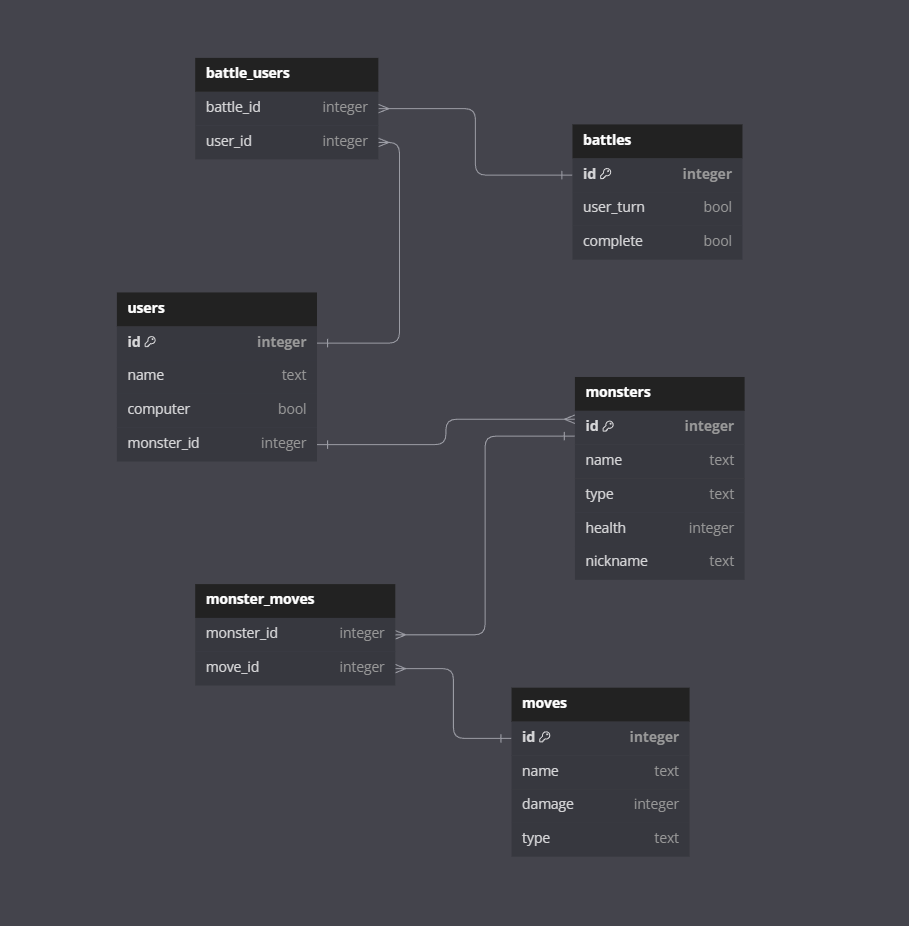 battle_users
battle_id integer
user_id integer
battles
id integer
user_turn bool
complete bool
users
id integer
name text
computer bool
monster_id integer
monsters
id integer
name text
type text
health integer
nickname text
monster_moves
monster_id integer
move_id integer
moves
id integer
name text
damage integer
type text